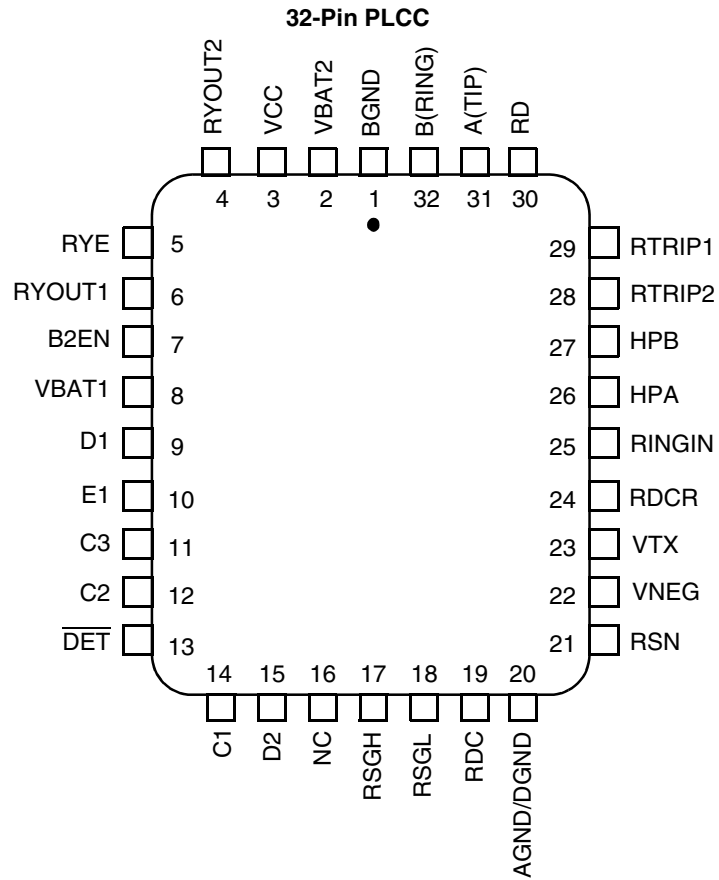 32-Pin PLCC
RYOUT2
VCC
VBAT2
BGND
B(RING)
A(TIP)
RD
4 3 2 1 32 31 30
RYE 5
RYOUT1 6
B2EN 7
VBAT1 8
D1 9
E1 10
C3 11
C2 12
DET 13
29 RTRIP1
28 RTRIP2
27 HPB
26 HPA
25 RINGIN
24 RDCR
23 VTX
22 VNEG
21 RSN
14 15 16 17 18 19 20
C1
D2
NC
RSGH
RSGL
RDC
AGND/DGND